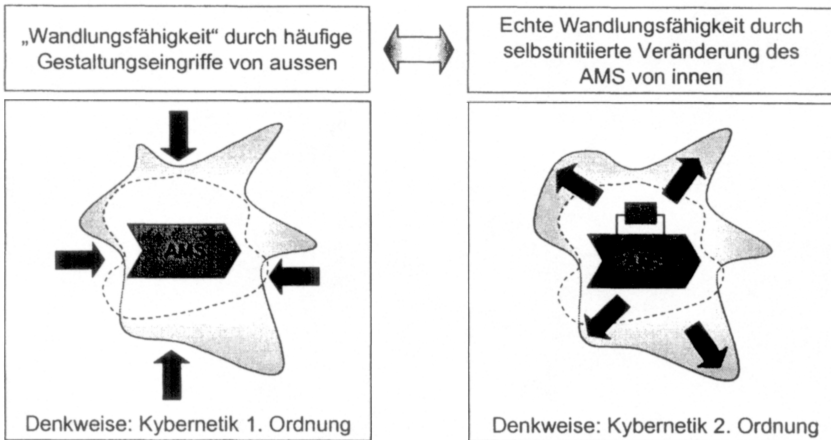 „Wandlungsfähigkeit“ durch häufige
Gestaltungseingriffe von aussen
Echte Wandlungsfähigkeit durch
selbstinitiierte Veränderung des
AMS von innen
AMS
Denkweise: Kybernetik 1. Ordnung
Denkweise: Kybernetik 2. Ordnung